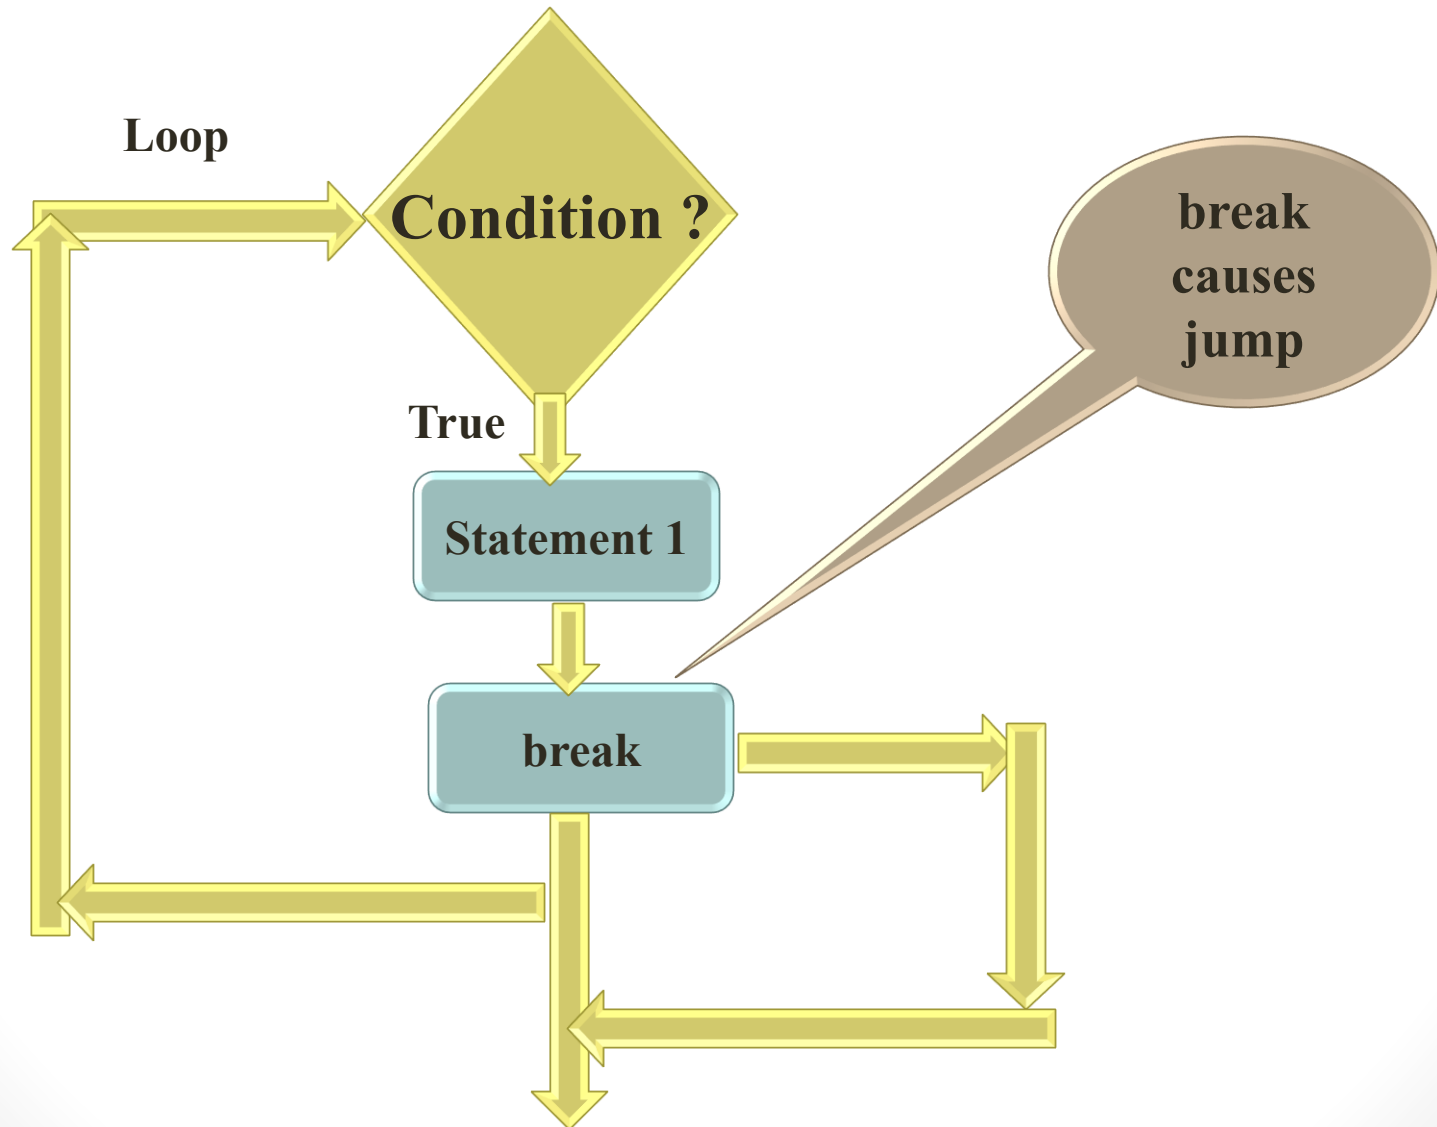 Loop
Condition ?
break
causes
jump
True
Statement 1
break